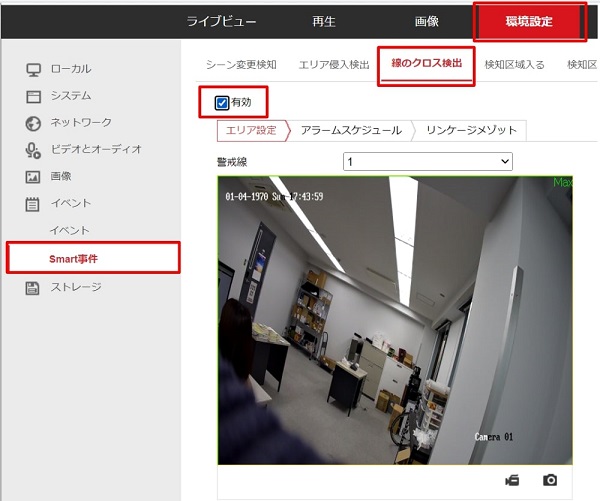 ライブビュー 再生 画像 環境設定
ローカル
システム
ネットワーク
ビデオとオーディオ
画像
イベント
イベント
Smart事件
ストレージ
シーン変更検知 エリア侵入検出 線のクロス検出 検知区域入る 検知区
有効
エリア設定 アラームスケジュール リンケージメゾット
警戒線 1
Max
01-04-1970 Sun 17:43:59
Camera 01